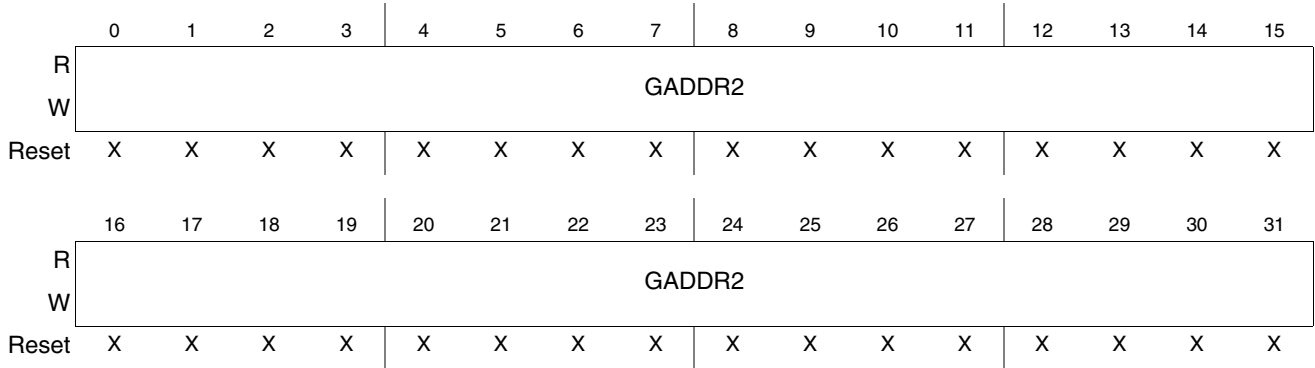 0 1 2 3 4 5 6 7 8 9 10 11 12 13 14 15
R
GADDR2
W
Reset X X X X X X X X X X X X X X X X
16 17 18 19 20 21 22 23 24 25 26 27 28 29 30 31
R
GADDR2
W
Reset X X X X X X X X X X X X X X X X